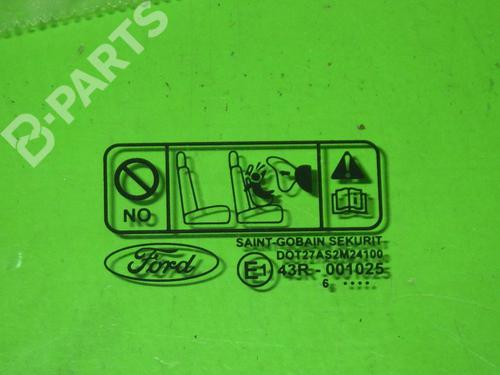 B-PARTS
NO
Ford
SAINT-GOBAIN SEKURIT
DOT27AS2M24100
E1 43R - 001025
6 ....